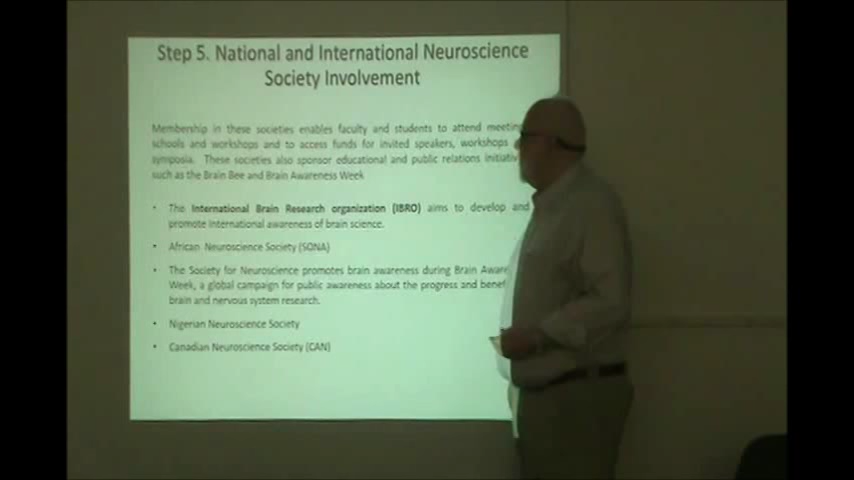 Step 5. National and International Neuroscience
Society Involvement
Membership in these societies enables faculty and students to attend
schools and workshops and to access funds for invited speakers, workshops
symposia. These societies also sponsor educational and public relations
such as the Brain Bee and Brain Awareness Week
• The International Brain Research organization (IBRO) aims to develop and
promote international awareness of brain science.
• African Neuroscience Society (SONA)
• The Society for Neuroscience promotes brain awareness during Brain
Week, a global campaign for public awareness about the progress and
brain and nervous system research.
• Nigerian Neuroscience Society
• Canadian Neuroscience Society (CAN)